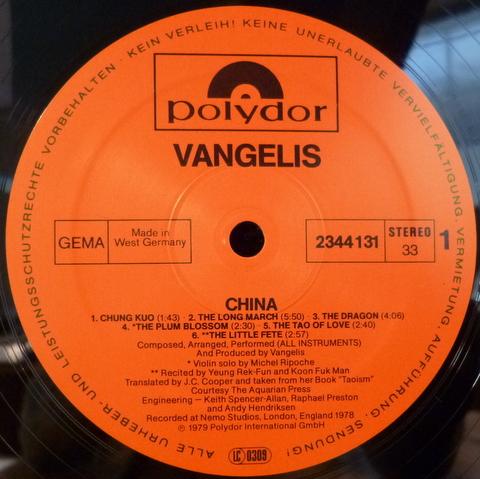 ALLE URHEBER- UND LEISTUNGSSCHUTZRECHTE VORBEHALTEN · KEIN VERLEIH! KEINE UNERLAUBTE VERVIELFÄLTIGUNG, VERMIETUNG, AUFFÜHRUNG, SENDUNG!
polydor
VANGELIS
GEMA
Made in
West Germany
2344131
STEREO
33
1
CHINA
1. CHUNG KUO (1:43) · 2. THE LONG MARCH (5:50) · 3. THE DRAGON (4:06)
4. *THE PLUM BLOSSOM (2:30) · 5. THE TAO OF LOVE (2:40)
6. **THE LITTLE FETE (2:57)
Composed, Arranged, Performed (ALL INSTRUMENTS)
And Produced by Vangelis
* Violin solo by Michel Ripoche
** Recited by Yeung Rek-Fun and Koon Fuk Man
Translated by J.C. Cooper and taken from her Book "Taoism"
Courtesy The Aquarian Press
Engineering – Keith Spencer-Allan, Raphael Preston
and Andy Hendriksen
Recorded at Nemo Studios, London, England 1978
℗ 1979 Polydor International GmbH
LC 0309